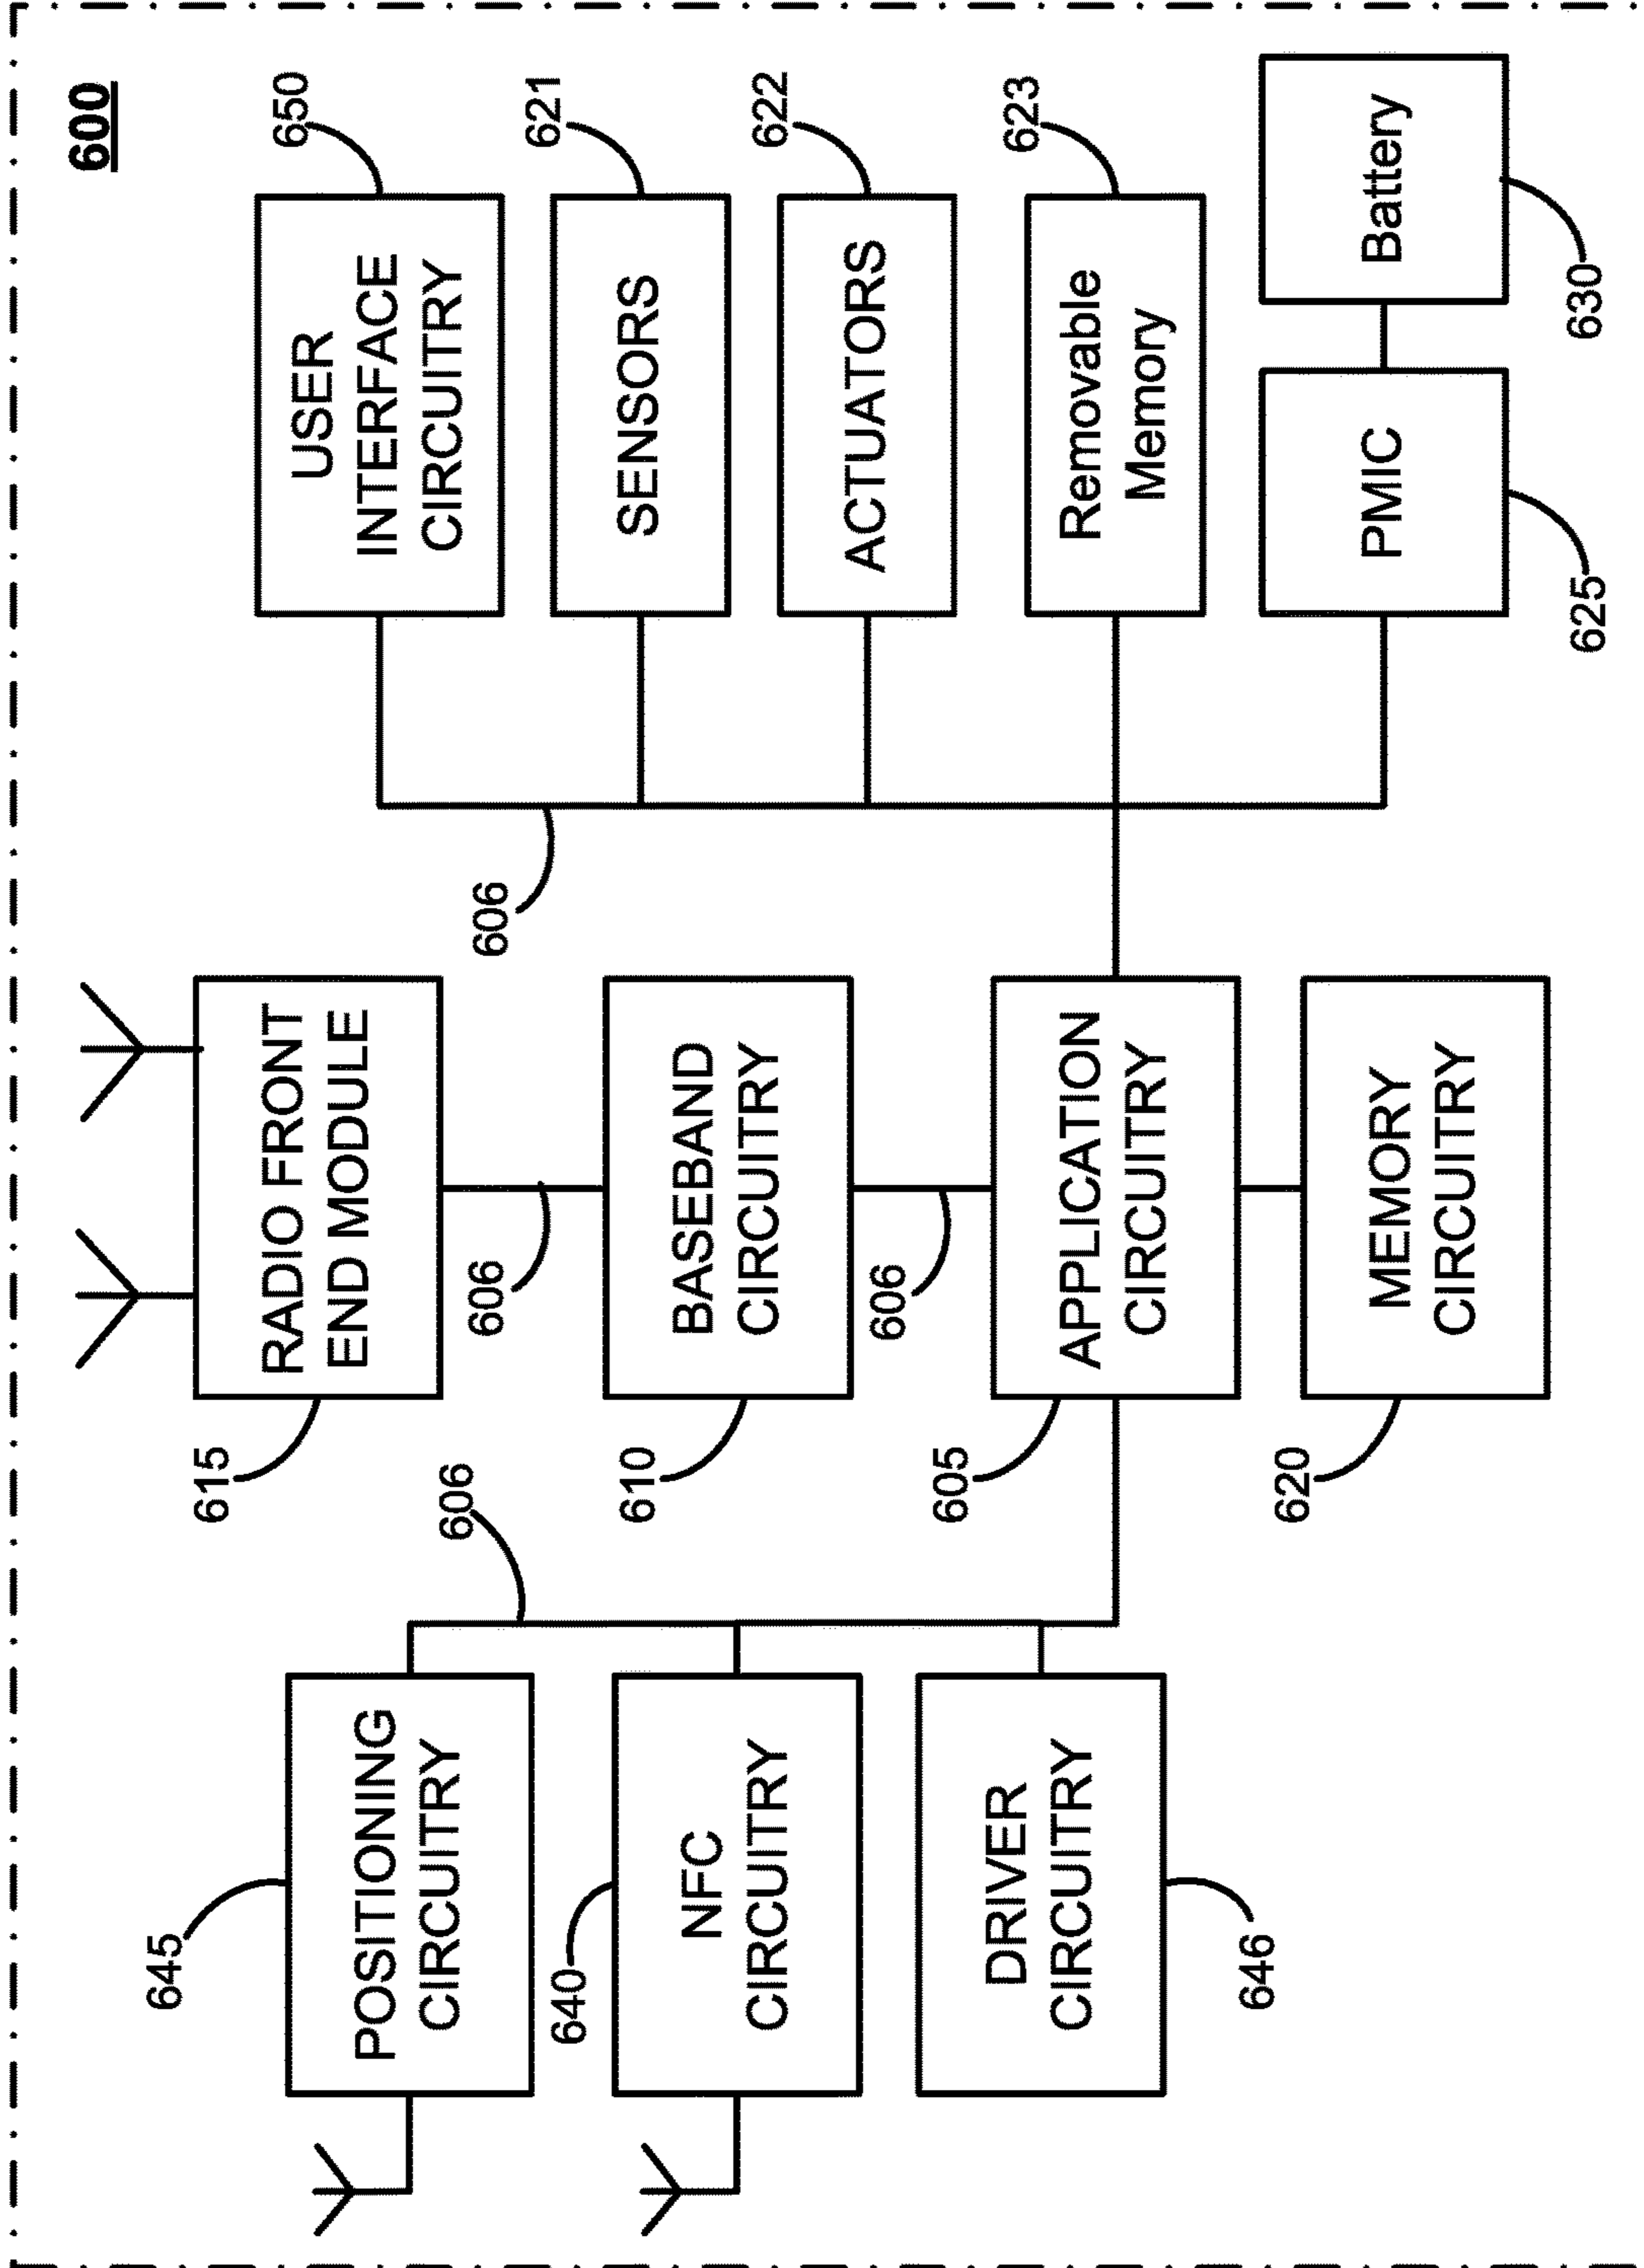 600
645
POSITIONING
CIRCUITRY
640
NFC
CIRCUITRY
DRIVER
CIRCUITRY
646
606
615
RADIO FRONT
END MODULE
606
610
BASEBAND
CIRCUITRY
606
605
APPLICATION
CIRCUITRY
620
MEMORY
CIRCUITRY
606
650
USER
INTERFACE
CIRCUITRY
621
SENSORS
622
ACTUATORS
623
Removable
Memory
PMIC
625
Battery
630